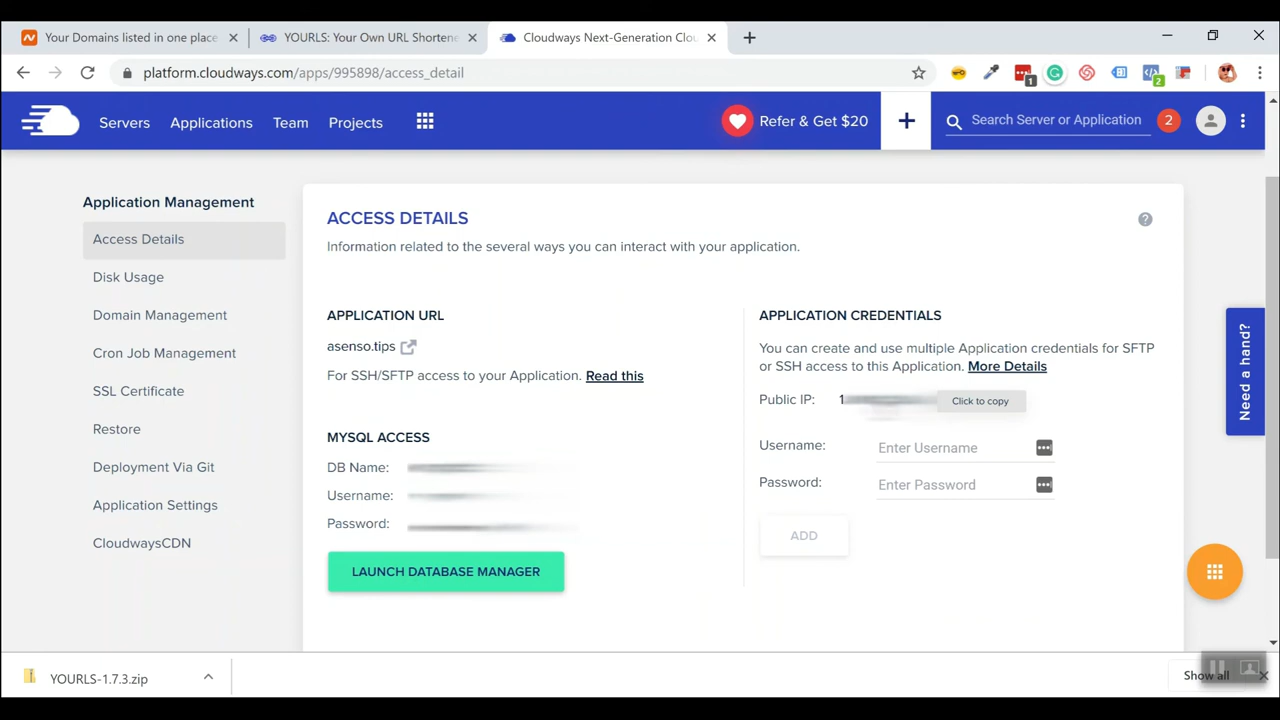 Your Domains listed in one place
YOURLS: Your Own URL Shortene
Cloudways Next-Generation Clou
platform.cloudways.com/apps/995898/access_detail
1
2
Servers
Applications
Team
Projects
Refer & Get $20
Search Server or Application
2
Application Management
Access Details
Disk Usage
Domain Management
Cron Job Management
SSL Certificate
Restore
Deployment Via Git
Application Settings
CloudwaysCDN
ACCESS DETAILS
Information related to the several ways you can interact with your application.
APPLICATION URL
asenso.tips
For SSH/SFTP access to your Application. Read this
MYSQL ACCESS
DB Name:
Username:
Password:
LAUNCH DATABASE MANAGER
APPLICATION CREDENTIALS
You can create and use multiple Application credentials for SFTP
or SSH access to this Application. More Details
Public IP: 1
Click to copy
Username: Enter Username
Password: Enter Password
ADD
Need a hand?
YOURLS-1.7.3.zip
Show all